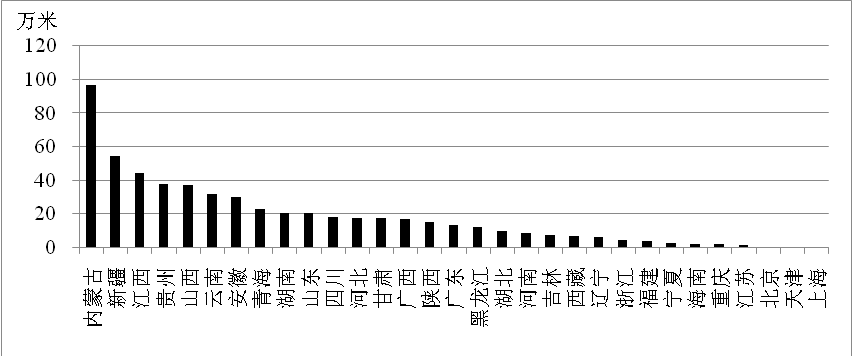 万米
120
100
80
60
40
20
0
内蒙古
新疆
江西
贵州
山西
云南
安徽
青海
湖南
山东
四川
河北
甘肃
广西
陕西
广东
黑龙江
湖北
河南
吉林
西藏
辽宁
浙江
福建
宁夏
海南
重庆
江苏
北京
天津
上海